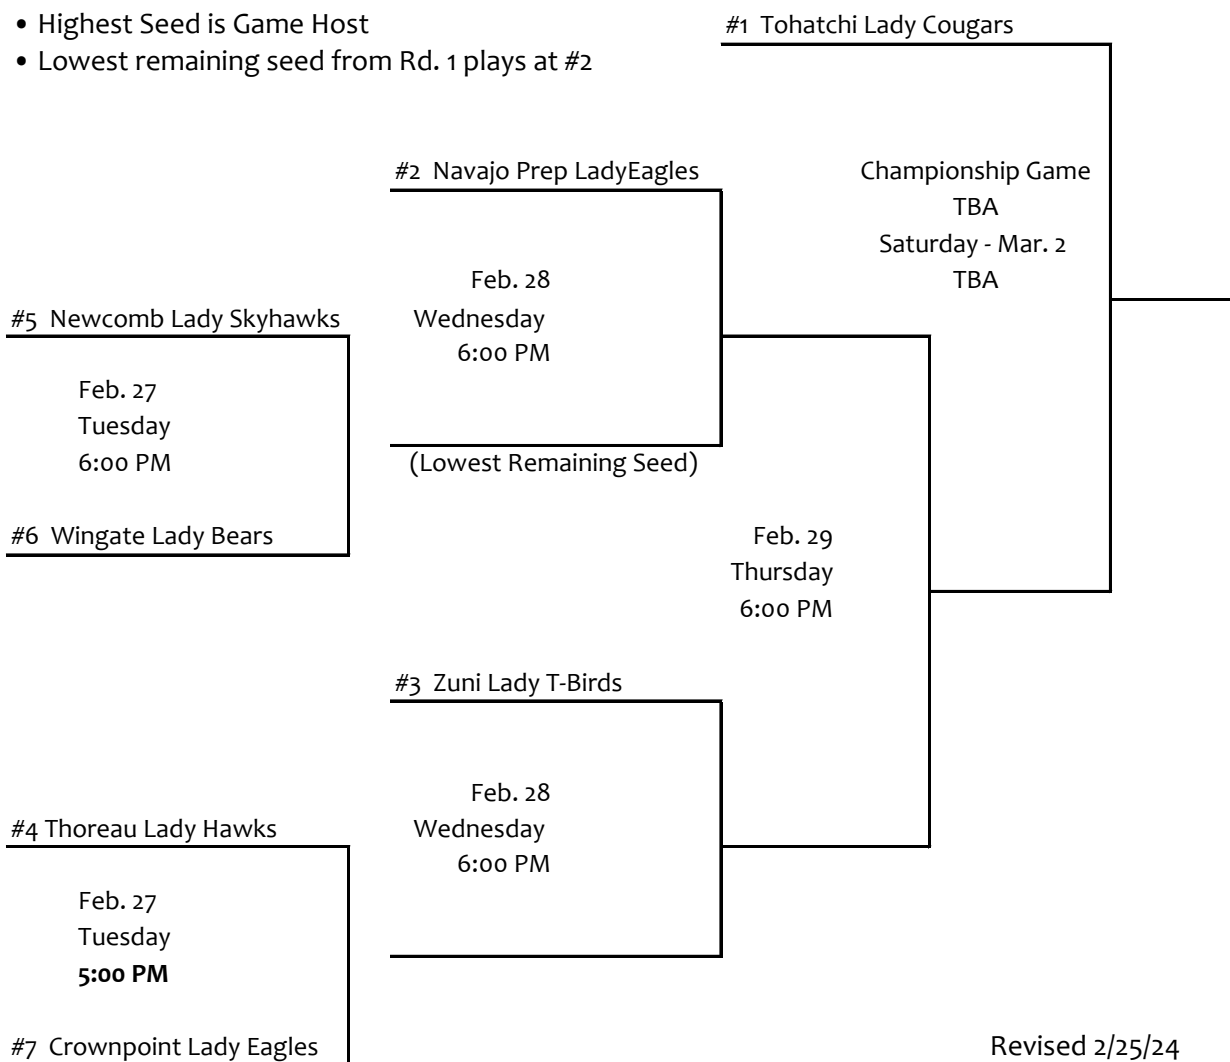 • Highest Seed is Game Host
• Lowest remaining seed from Rd. 1 plays at #2
#1 Tohatchi Lady Cougars
#2 Navajo Prep LadyEagles
Championship Game
TBA
Saturday - Mar. 2
TBA
Feb. 28
Wednesday
6:00 PM
#5 Newcomb Lady Skyhawks
Feb. 27
Tuesday
6:00 PM
(Lowest Remaining Seed)
#6 Wingate Lady Bears
Feb. 29
Thursday
6:00 PM
#3 Zuni Lady T-Birds
Feb. 28
Wednesday
6:00 PM
#4 Thoreau Lady Hawks
Feb. 27
Tuesday
5:00 PM
#7 Crownpoint Lady Eagles
Revised 2/25/24